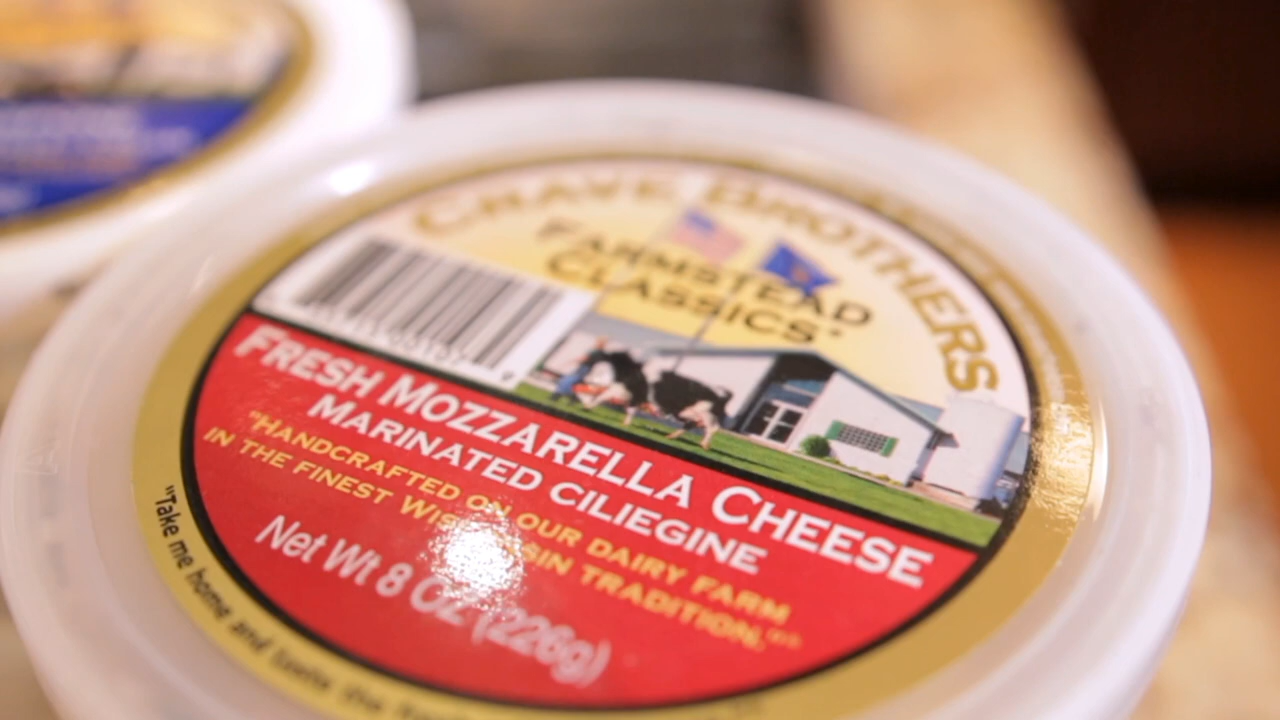 CRAVE BROTHERS
FARMSTEAD
CLASSICS
FRESH MOZZARELLA CHEESE
MARINATED CILIEGINE
"HANDCRAFTED ON OUR DAIRY FARM
IN THE FINEST WISCONSIN TRADITION."
Net Wt 8 OZ (226g)
"Take me home and taste the